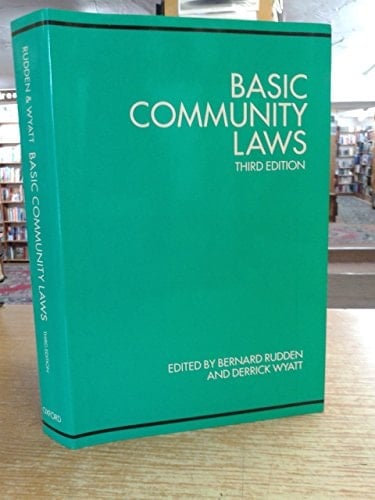 BASIC
COMMUNITY
LAWS
THIRD EDITION
EDITED BY BERNARD RUDDEN
AND DERRICK WYATT
RUDDEN & WYATT BASIC COMMUNITY LAWS THIRD EDITION OXFORD